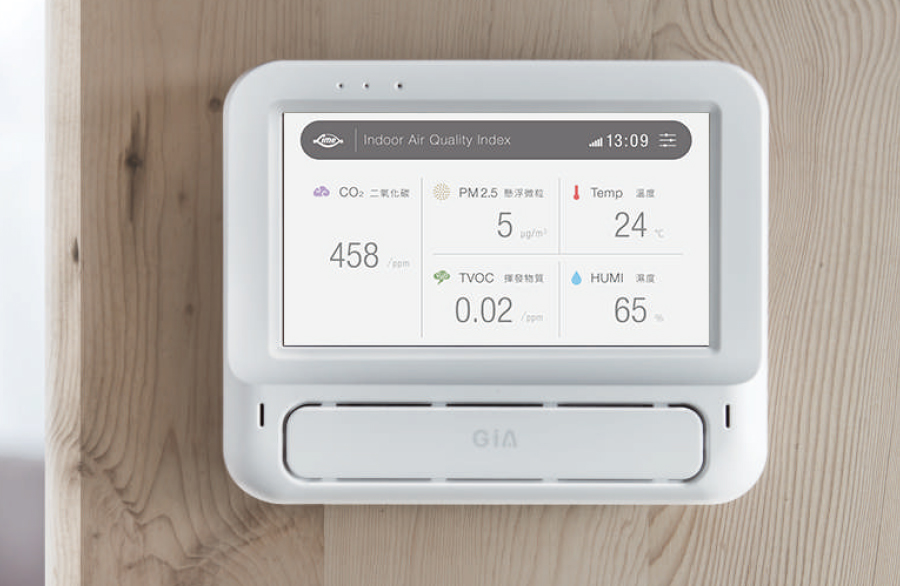 Lime
Indoor Air Quality Index
13:09
CO₂ 二氧化碳
458 /ppm
PM2.5 懸浮微粒
5 μg/m³
Temp 溫度
24 ℃
TVOC 揮發物質
0.02 /ppm
HUMI 濕度
65 %
GIA